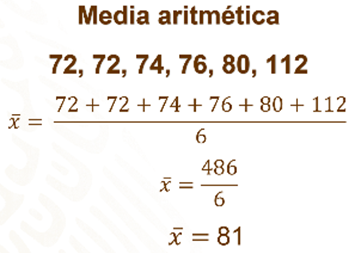 Media aritmética
72, 72, 74, 76, 80, 112
x̄ = (72 + 72 + 74 + 76 + 80 + 112) / 6
x̄ = 486 / 6
x̄ = 81